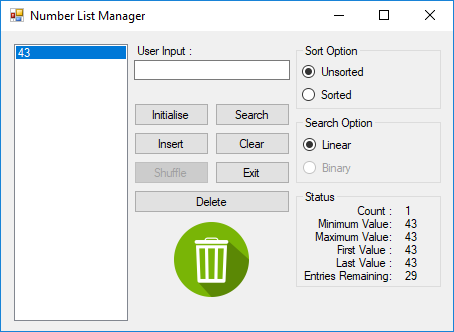 Number List Manager
43
User Input :
Initialise
Search
Insert
Clear
Shuffle
Exit
Delete
Sort Option
Unsorted
Sorted
Search Option
Linear
Binary
Status
Count : 1
Minimum Value: 43
Maximum Value: 43
First Value : 43
Last Value : 43
Entries Remaining: 29